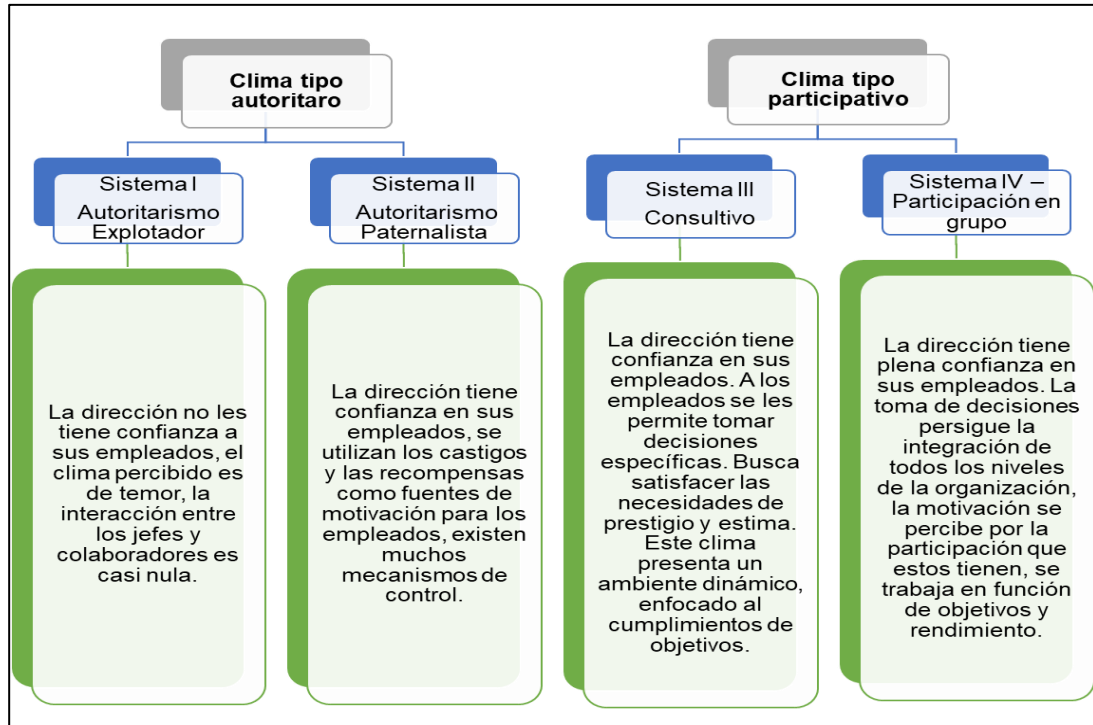 Clima tipo
autoritaro
Clima tipo
participativo
Sistema I
Autoritarismo
Explotador
Sistema II
Autoritarismo
Paternalista
Sistema III
Consultivo
Sistema IV –
Participación en
grupo
La dirección no les
tiene confianza a
sus empleados, el
clima percibido es
de temor, la
interacción entre
los jefes y
colaboradores es
casi nula.
La dirección tiene
confianza en sus
empleados, se
utilizan los castigos
y las recompensas
como fuentes de
motivación para los
empleados, existen
muchos
mecanismos de
control.
La dirección tiene
confianza en sus
empleados. A los
empleados se les
permite tomar
decisiones
específicas. Busca
satisfacer las
necesidades de
prestigio y estima.
Este clima
presenta un
ambiente dinámico,
enfocado al
cumplimientos de
objetivos.
La dirección tiene
plena confianza en
sus empleados. La
toma de decisiones
persigue la
integración de
todos los niveles
de la organización,
la motivación se
percibe por la
participación que
estos tienen, se
trabaja en función
de objetivos y
rendimiento.